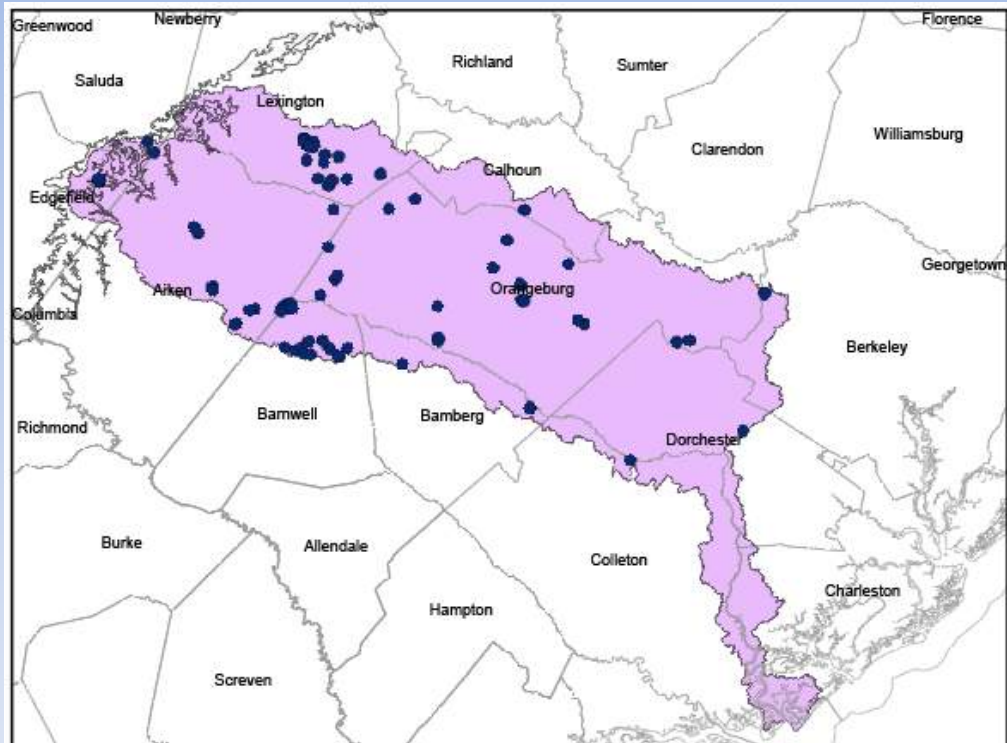 Newberry
Florence
Greenwood
Richland
Sumter
Saluda
Lexington
Williamsburg
Clarendon
Calhoun
Edgefield
Georgetown
Aiken
Orangeburg
Columbia
Berkeley
Barnwell
Bamberg
Richmond
Dorchester
Burke
Allendale
Colleton
Charleston
Hampton
Screven